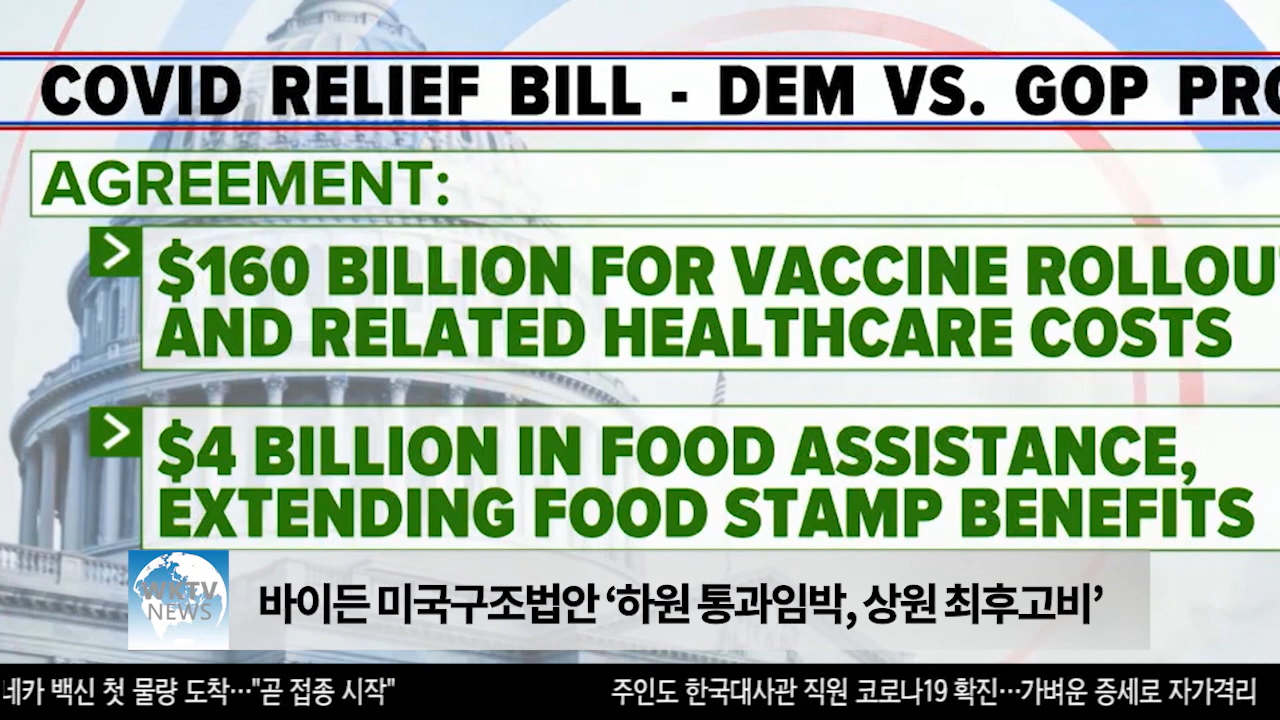 COVID RELIEF BILL - DEM VS. GOP PRO
AGREEMENT:
$160 BILLION FOR VACCINE ROLLOU
AND RELATED HEALTHCARE COSTS
$4 BILLION IN FOOD ASSISTANCE,
EXTENDING FOOD STAMP BENEFITS
WKTV
NEWS
바이든 미국구조법안 ‘하원 통과임박, 상원 최후고비’
네카 백신 첫 물량 도착…"곧 접종 시작"
주인도 한국대사관 직원 코로나19 확진…가벼운 증세로 자가격리